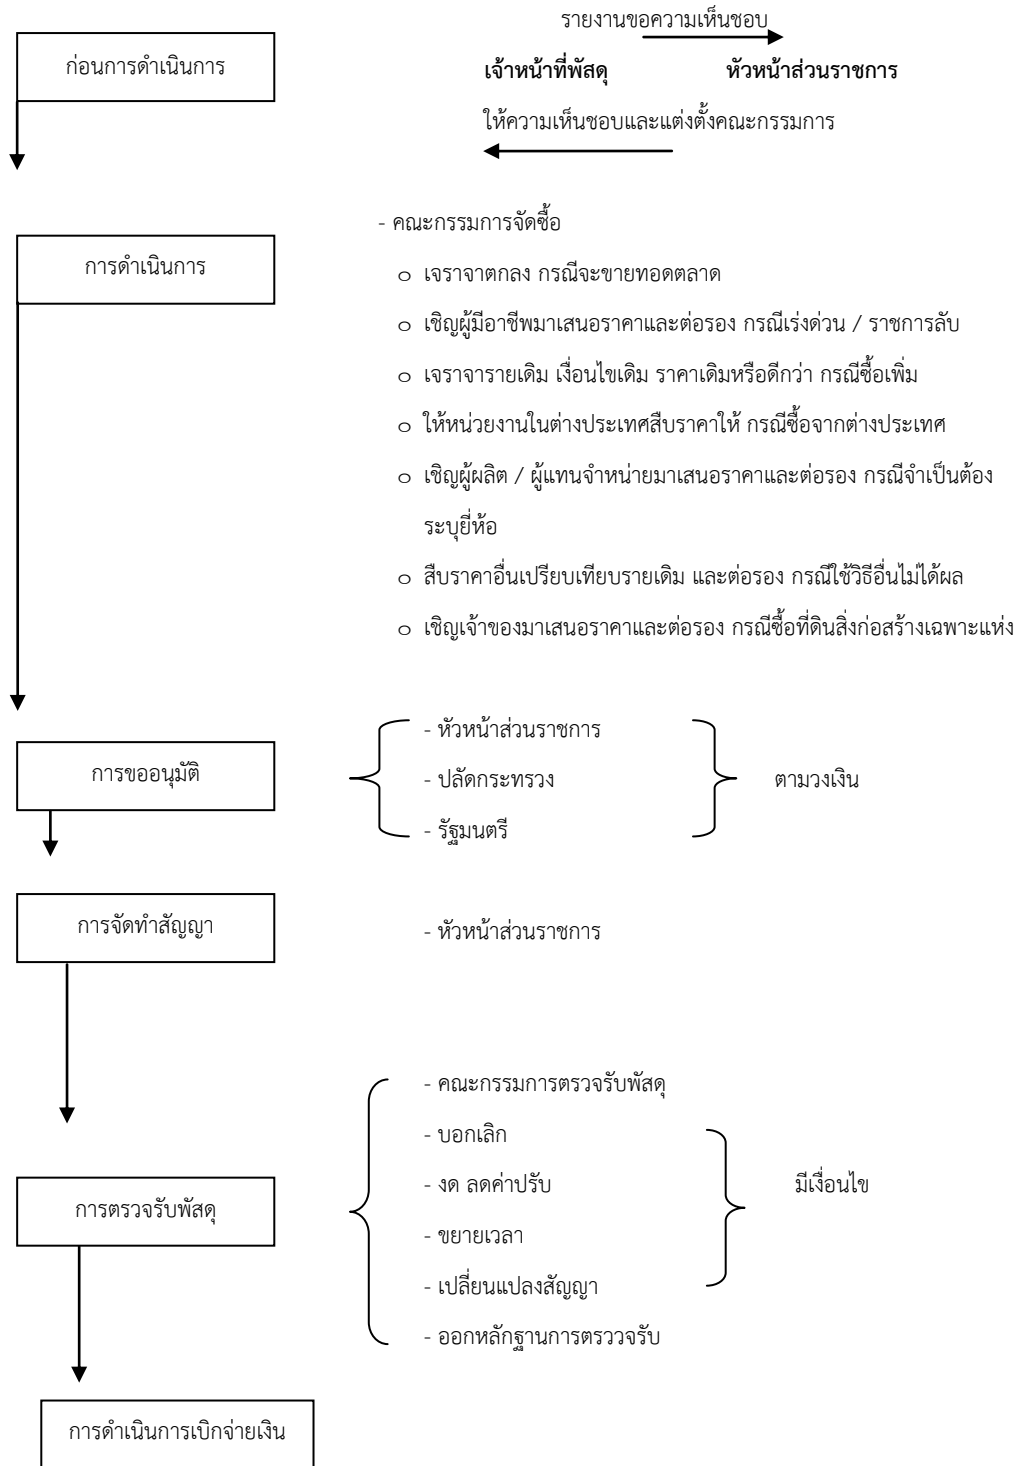 รายงานขอความเห็นชอบ
ก่อนการดำเนินการ
เจ้าหน้าที่พัสดุ หัวหน้าส่วนราชการ
ให้ความเห็นชอบและแต่งตั้งคณะกรรมการ
- คณะกรรมการจัดซื้อ
การดำเนินการ
o เจราจาตกลง กรณีจะขายทอดตลาด
o เชิญผู้มีอาชีพมาเสนอราคาและต่อรอง กรณีเร่งด่วน / ราชการลับ
o เจราจารายเดิม เงื่อนไขเดิม ราคาเดิมหรือดีกว่า กรณีซื้อเพิ่ม
o ให้หน่วยงานในต่างประเทศสืบราคาให้ กรณีซื้อจากต่างประเทศ
o เชิญผู้ผลิต / ผู้แทนจำหน่ายมาเสนอราคาและต่อรอง กรณีจำเป็นต้อง
ระบุยี่ห้อ
o สืบราคาอื่นเปรียบเทียบรายเดิม และต่อรอง กรณีใช้วิธีอื่นไม่ได้ผล
o เชิญเจ้าของมาเสนอราคาและต่อรอง กรณีซื้อที่ดินสิ่งก่อสร้างเฉพาะแห่ง
- หัวหน้าส่วนราชการ
การขออนุมัติ
- ปลัดกระทรวง
ตามวงเงิน
- รัฐมนตรี
การจัดทำสัญญา
- หัวหน้าส่วนราชการ
- คณะกรรมการตรวจรับพัสดุ
- บอกเลิก
- งด ลดค่าปรับ
มีเงื่อนไข
การตรวจรับพัสดุ
- ขยายเวลา
- เปลี่ยนแปลงสัญญา
- ออกหลักฐานการตรววจรับ
การดำเนินการเบิกจ่ายเงิน